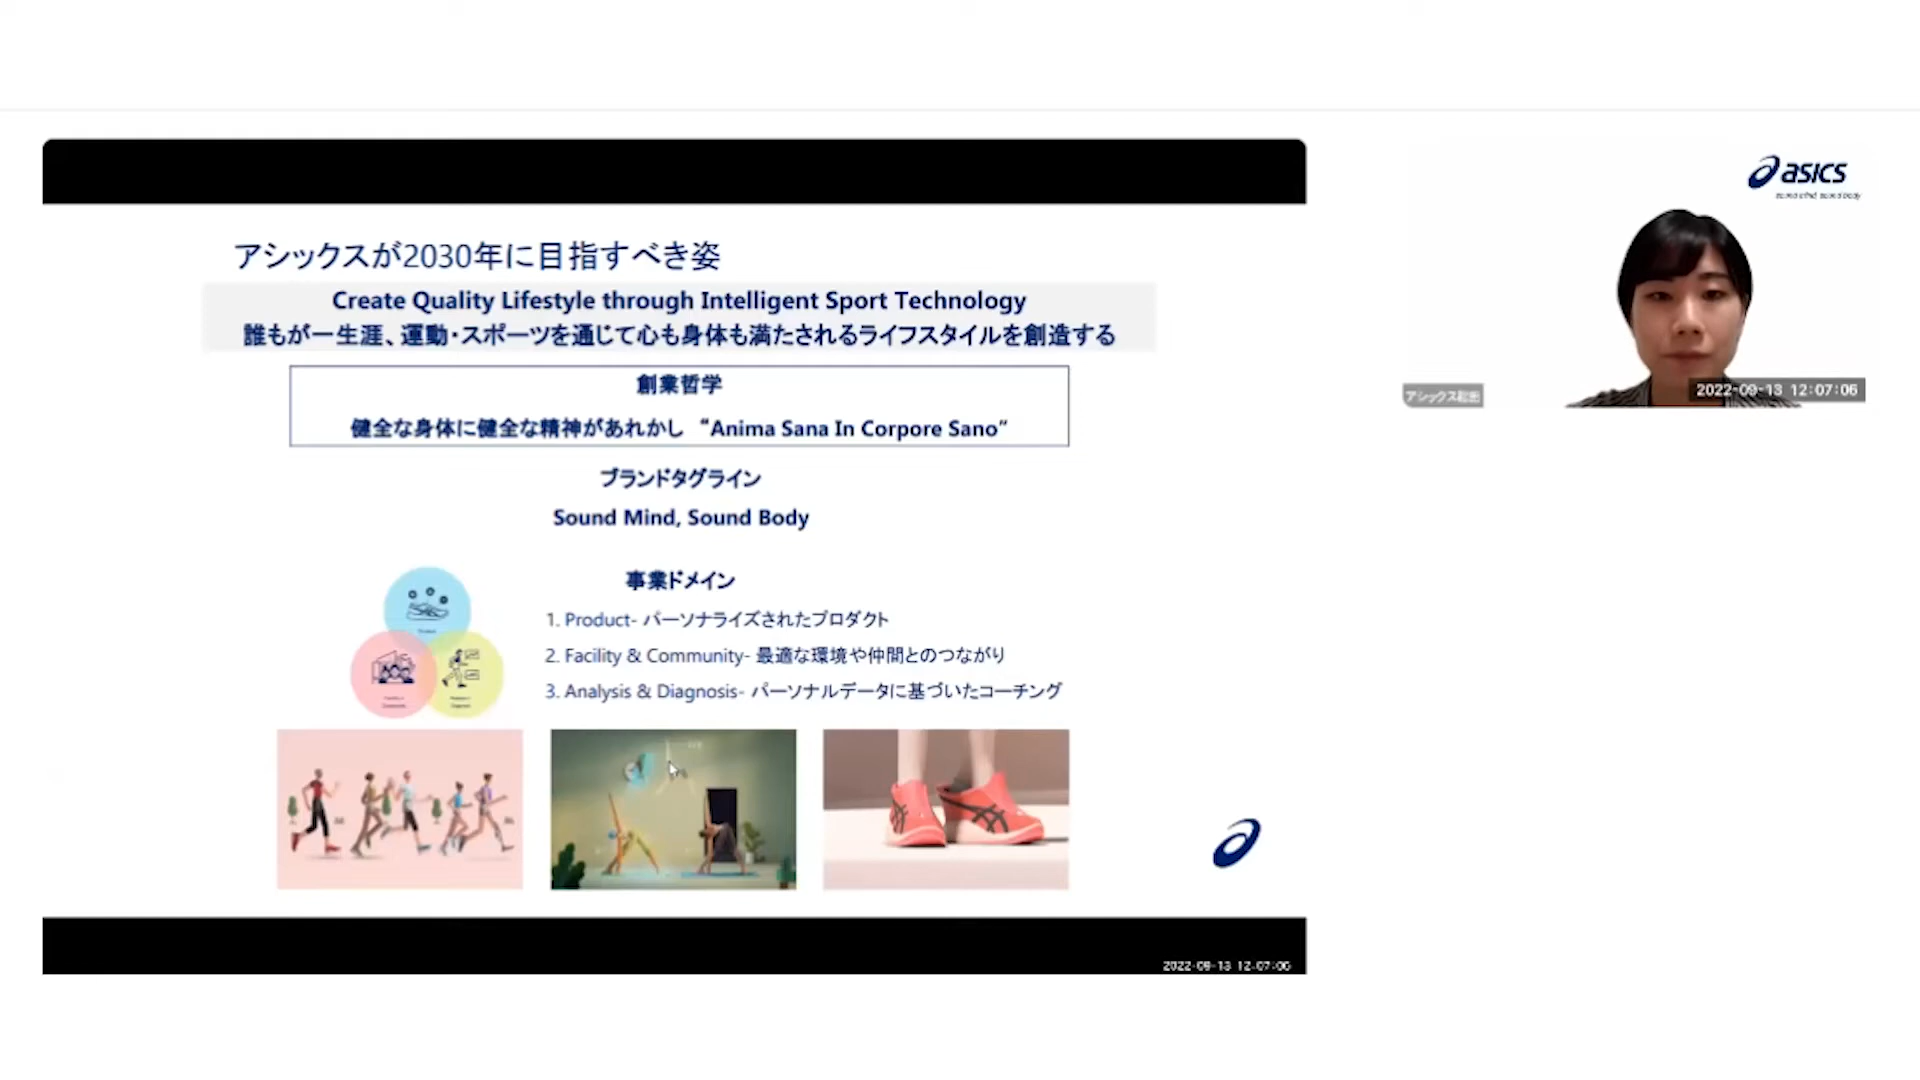 アシックスが2030年に目指すべき姿
Create Quality Lifestyle through Intelligent Sport Technology
誰もが一生涯、運動・スポーツを通じて心も身体も満たされるライフスタイルを創造する
創業哲学
健全な身体に健全な精神があれかし “Anima Sana In Corpore Sano”
ブランドタグライン
Sound Mind, Sound Body
事業ドメイン
1. Product- パーソナライズされたプロダクト
2. Facility & Community- 最適な環境や仲間とのつながり
3. Analysis & Diagnosis- パーソナルデータに基づいたコーチング
2022-09-13 12:07:06
asics
sound mind, sound body
アシックス
2022-09-13 12:07:06